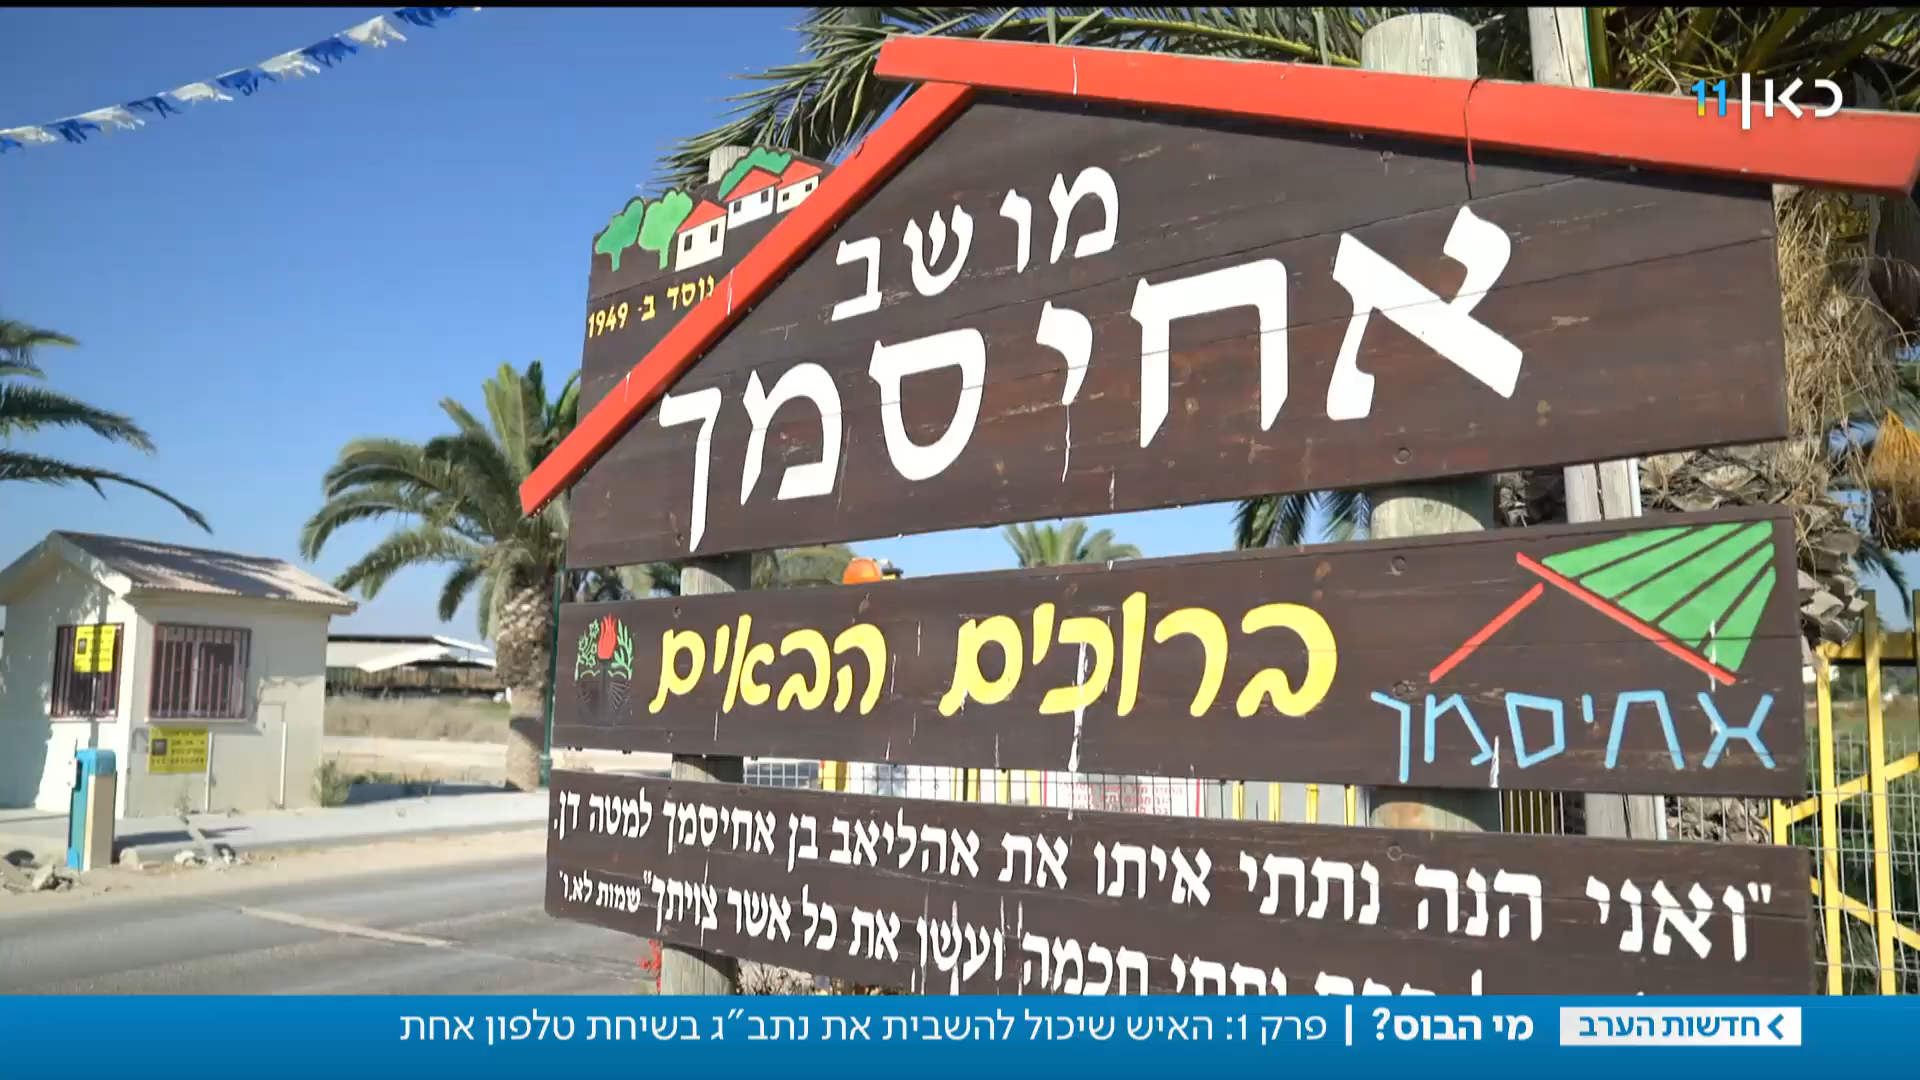 כאן 11
מושב
אחיסמך
נוסד ב- 1949
ברוכים הבאים
אחיסמך
"ואני הנה נתתי איתו את אהליאב בן אחיסמך למטה דן.
ונתתי חכמה ועשו את כל אשר צויתך" שמות לא,ו'
חדשות הערב
מי הבוס? | פרק 1: האיש שיכול להשבית את נתב"ג בשיחת טלפון אחת